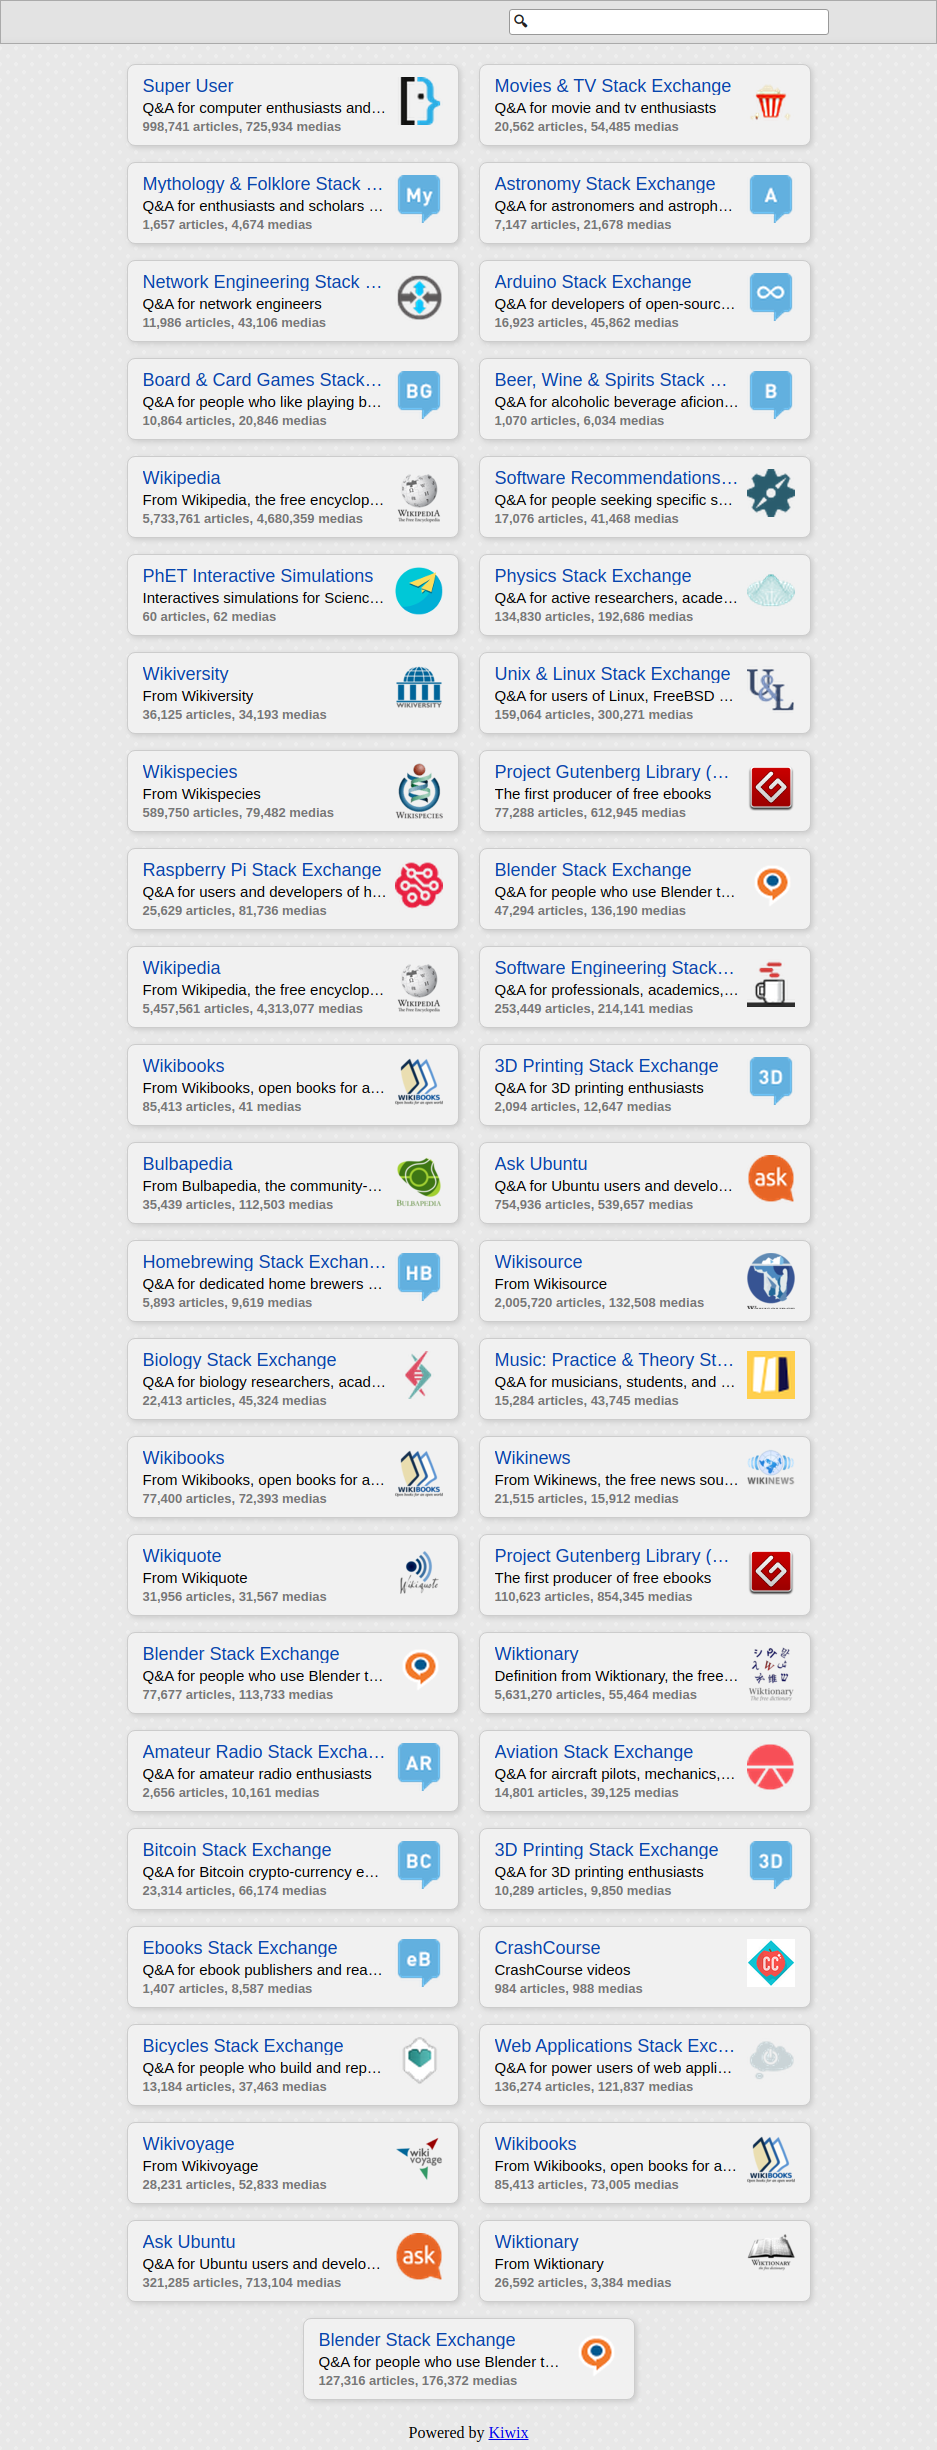 Super User
Q&A for computer enthusiasts and…
998,741 articles, 725,934 medias
Movies & TV Stack Exchange
Q&A for movie and tv enthusiasts
20,562 articles, 54,485 medias
Mythology & Folklore Stack …
Q&A for enthusiasts and scholars …
1,657 articles, 4,674 medias
My
Astronomy Stack Exchange
Q&A for astronomers and astroph…
7,147 articles, 21,678 medias
A
Network Engineering Stack …
Q&A for network engineers
11,986 articles, 43,106 medias
Arduino Stack Exchange
Q&A for developers of open-sourc…
16,923 articles, 45,862 medias
Board & Card Games Stack…
Q&A for people who like playing b…
10,864 articles, 20,846 medias
BG
Beer, Wine & Spirits Stack …
Q&A for alcoholic beverage aficion…
1,070 articles, 6,034 medias
B
Wikipedia
From Wikipedia, the free encyclop…
5,733,761 articles, 4,680,359 medias
WIKIPEDIA
The Free Encyclopedia
Software Recommendations…
Q&A for people seeking specific s…
17,076 articles, 41,468 medias
PhET Interactive Simulations
Interactives simulations for Scienc…
60 articles, 62 medias
Physics Stack Exchange
Q&A for active researchers, acade…
134,830 articles, 192,686 medias
Wikiversity
From Wikiversity
36,125 articles, 34,193 medias
WIKIVERSITY
Unix & Linux Stack Exchange
Q&A for users of Linux, FreeBSD …
159,064 articles, 300,271 medias
U&L
Wikispecies
From Wikispecies
589,750 articles, 79,482 medias
WIKISPECIES
Project Gutenberg Library (…
The first producer of free ebooks
77,288 articles, 612,945 medias
Raspberry Pi Stack Exchange
Q&A for users and developers of h…
25,629 articles, 81,736 medias
Blender Stack Exchange
Q&A for people who use Blender t…
47,294 articles, 136,190 medias
Wikipedia
From Wikipedia, the free encyclop…
5,457,561 articles, 4,313,077 medias
WIKIPEDIA
The Free Encyclopedia
Software Engineering Stack…
Q&A for professionals, academics,…
253,449 articles, 214,141 medias
Wikibooks
From Wikibooks, open books for a…
85,413 articles, 41 medias
WIKIBOOKS
Open books for an open world
3D Printing Stack Exchange
Q&A for 3D printing enthusiasts
2,094 articles, 12,647 medias
3D
Bulbapedia
From Bulbapedia, the community-…
35,439 articles, 112,503 medias
BULBAPEDIA
Ask Ubuntu
Q&A for Ubuntu users and develo…
754,936 articles, 539,657 medias
ask
Homebrewing Stack Exchan…
Q&A for dedicated home brewers …
5,893 articles, 9,619 medias
HB
Wikisource
From Wikisource
2,005,720 articles, 132,508 medias
Biology Stack Exchange
Q&A for biology researchers, acad…
22,413 articles, 45,324 medias
Music: Practice & Theory St…
Q&A for musicians, students, and …
15,284 articles, 43,745 medias
Wikibooks
From Wikibooks, open books for a…
77,400 articles, 72,393 medias
WIKIBOOKS
Open books for an open world
Wikinews
From Wikinews, the free news sou…
21,515 articles, 15,912 medias
WIKINEWS
Wikiquote
From Wikiquote
31,956 articles, 31,567 medias
Wikiquote
Project Gutenberg Library (…
The first producer of free ebooks
110,623 articles, 854,345 medias
Blender Stack Exchange
Q&A for people who use Blender t…
77,677 articles, 113,733 medias
Wiktionary
Definition from Wiktionary, the free…
5,631,270 articles, 55,464 medias
Wiktionary
The free dictionary
Amateur Radio Stack Excha…
Q&A for amateur radio enthusiasts
2,656 articles, 10,161 medias
AR
Aviation Stack Exchange
Q&A for aircraft pilots, mechanics,…
14,801 articles, 39,125 medias
Bitcoin Stack Exchange
Q&A for Bitcoin crypto-currency e…
23,314 articles, 66,174 medias
BC
3D Printing Stack Exchange
Q&A for 3D printing enthusiasts
10,289 articles, 9,850 medias
3D
Ebooks Stack Exchange
Q&A for ebook publishers and rea…
1,407 articles, 8,587 medias
eB
CrashCourse
CrashCourse videos
984 articles, 988 medias
CC
Bicycles Stack Exchange
Q&A for people who build and rep…
13,184 articles, 37,463 medias
Web Applications Stack Exc…
Q&A for power users of web appli…
136,274 articles, 121,837 medias
Wikivoyage
From Wikivoyage
28,231 articles, 52,833 medias
wiki
voyage
Wikibooks
From Wikibooks, open books for a…
85,413 articles, 73,005 medias
WIKIBOOKS
Open books for an open world
Ask Ubuntu
Q&A for Ubuntu users and develo…
321,285 articles, 713,104 medias
ask
Wiktionary
From Wiktionary
26,592 articles, 3,384 medias
WIKTIONARY
the free dictionary
Blender Stack Exchange
Q&A for people who use Blender t…
127,316 articles, 176,372 medias
Powered by Kiwix